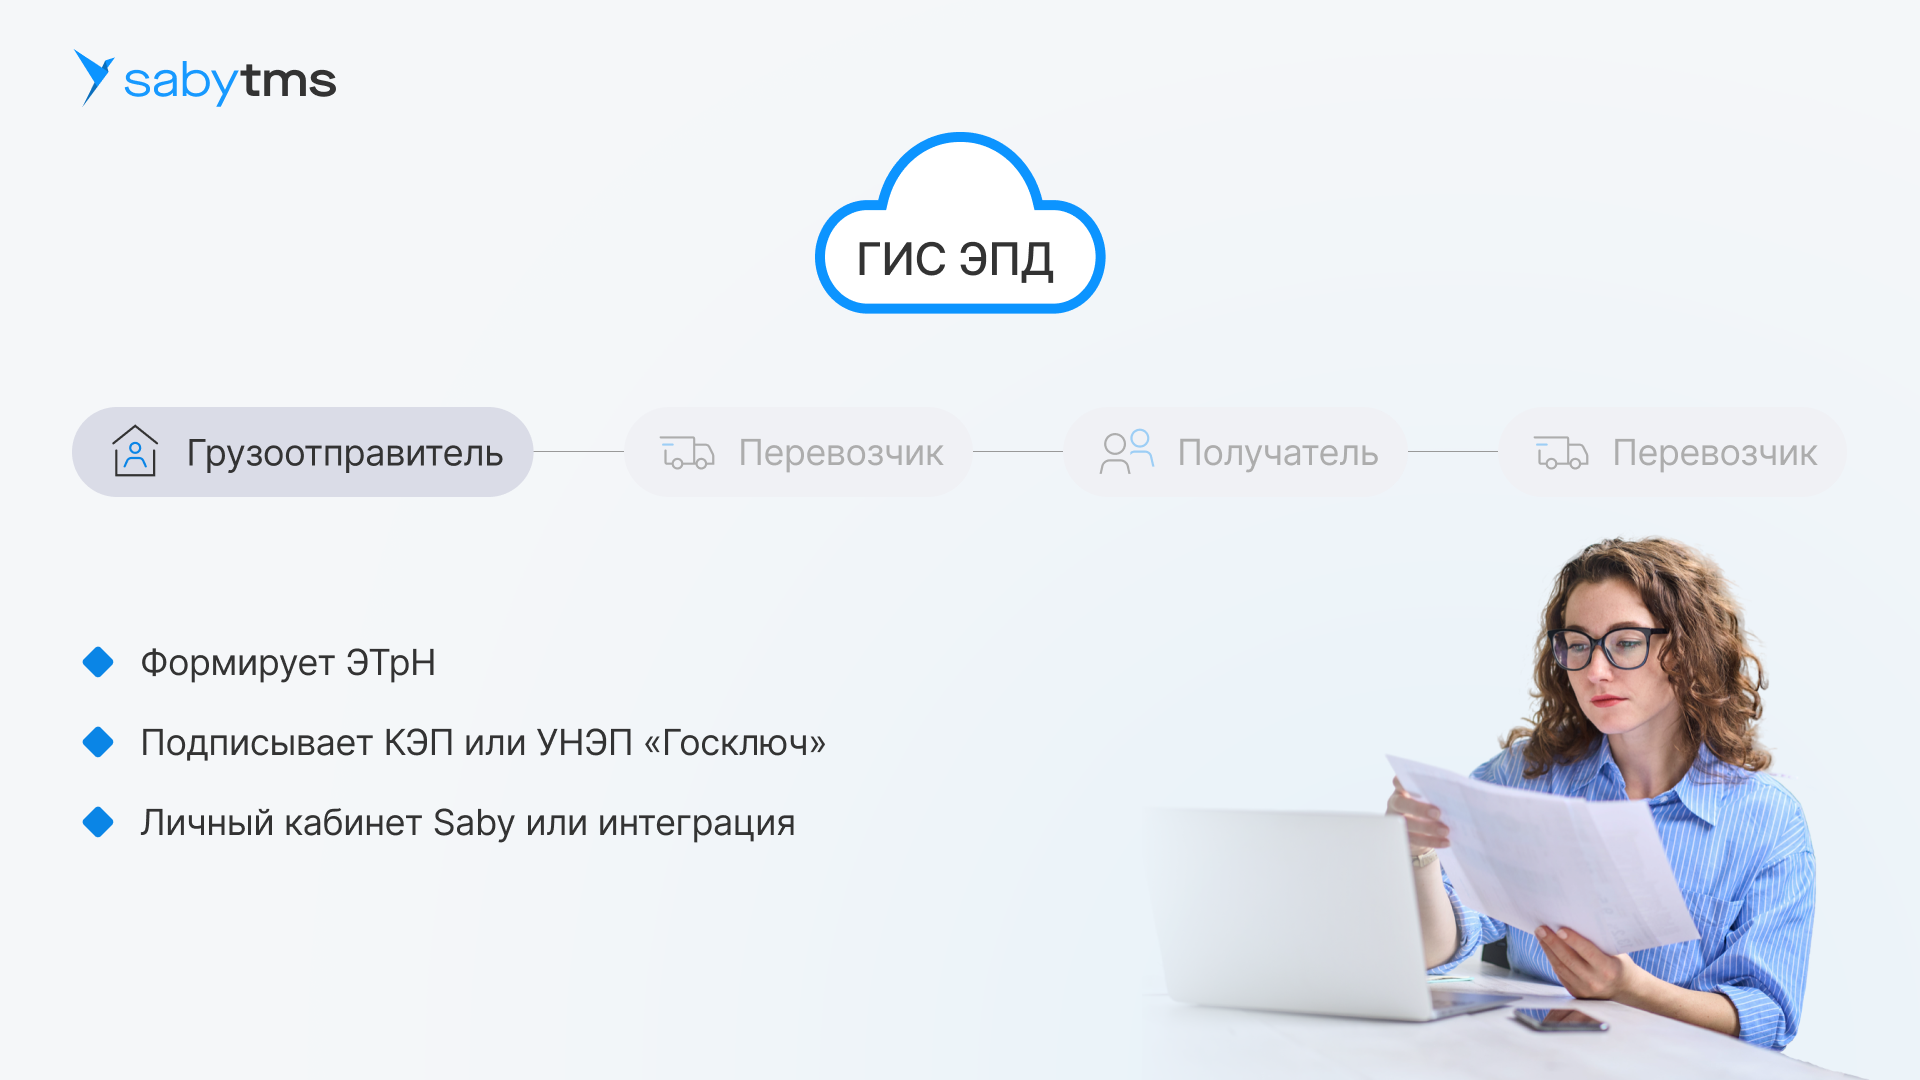 sabytms
ГИС ЭПД
Грузоотправитель
Перевозчик
Получатель
Перевозчик
Формирует ЭТрН
Подписывает КЭП или УНЭП «Госключ»
Личный кабинет Saby или интеграция